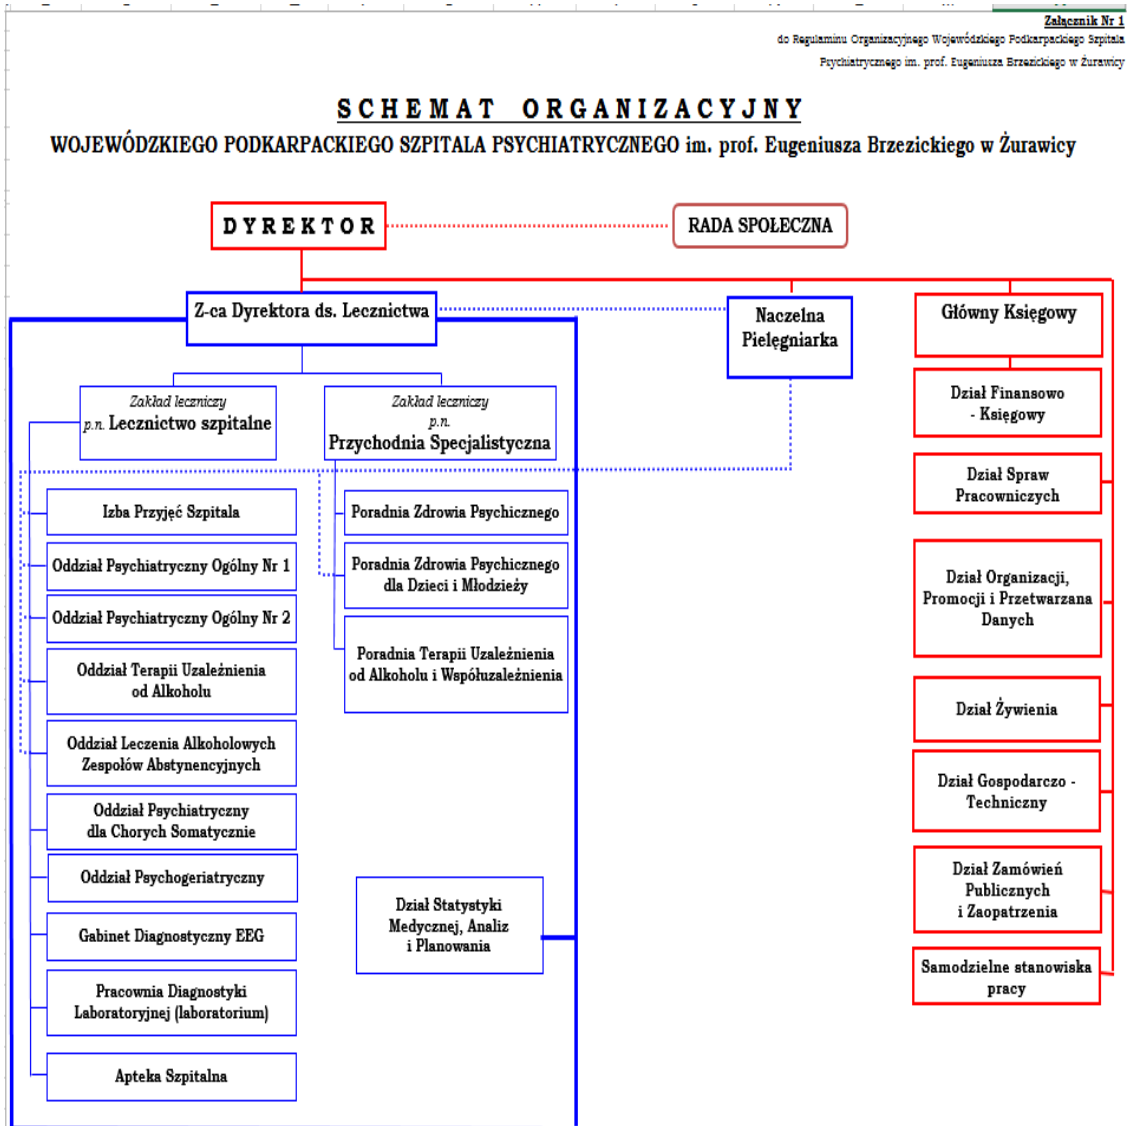 Załącznik Nr 1
do Regulaminu Organizacyjnego Wojewódzkiego Podkarpackiego Szpitala
Psychiatrycznego im. prof. Eugeniusza Brzezickiego w Żurawicy
SCHEMAT ORGANIZACYJNY
WOJEWÓDZKIEGO PODKARPACKIEGO SZPITALA PSYCHIATRYCZNEGO im. prof. Eugeniusza Brzezickiego w Żurawicy
DYREKTOR
RADA SPOŁECZNA
Z-ca Dyrektora ds. Lecznictwa
Naczelna
Pielęgniarka
Główny Księgowy
Zakład leczniczy
p.n. Lecznictwo szpitalne
Zakład leczniczy
p.n.
Przychodnia Specjalistyczna
Izba Przyjęć Szpitala
Oddział Psychiatryczny Ogólny Nr 1
Oddział Psychiatryczny Ogólny Nr 2
Oddział Terapii Uzależnienia
od Alkoholu
Oddział Leczenia Alkoholowych
Zespołów Abstynencyjnych
Oddział Psychiatryczny
dla Chorych Somatycznie
Oddział Psychogeriatryczny
Gabinet Diagnostyczny EEG
Pracownia Diagnostyki
Laboratoryjnej (laboratorium)
Apteka Szpitalna
Poradnia Zdrowia Psychicznego
Poradnia Zdrowia Psychicznego
dla Dzieci i Młodzieży
Poradnia Terapii Uzależnienia
od Alkoholu i Współuzależnienia
Dział Statystyki
Medycznej, Analiz
i Planowania
Dział Finansowo
- Księgowy
Dział Spraw
Pracowniczych
Dział Organizacji,
Promocji i Przetwarzana
Danych
Dział Żywienia
Dział Gospodarczo -
Techniczny
Dział Zamówień
Publicznych
i Zaopatrzenia
Samodzielne stanowiska
pracy